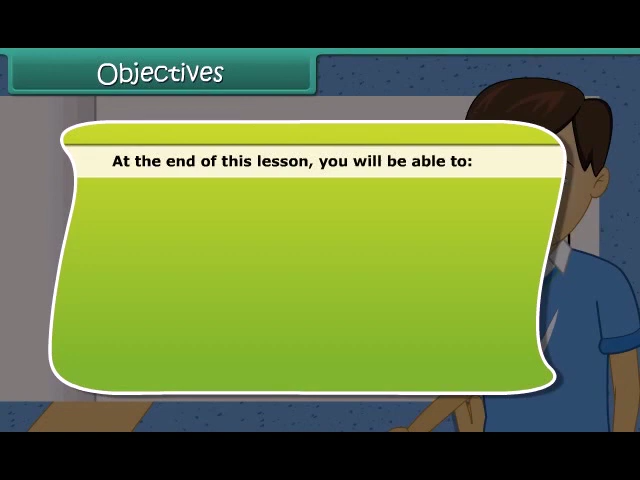 Objectives
At the end of this lesson, you will be able to: